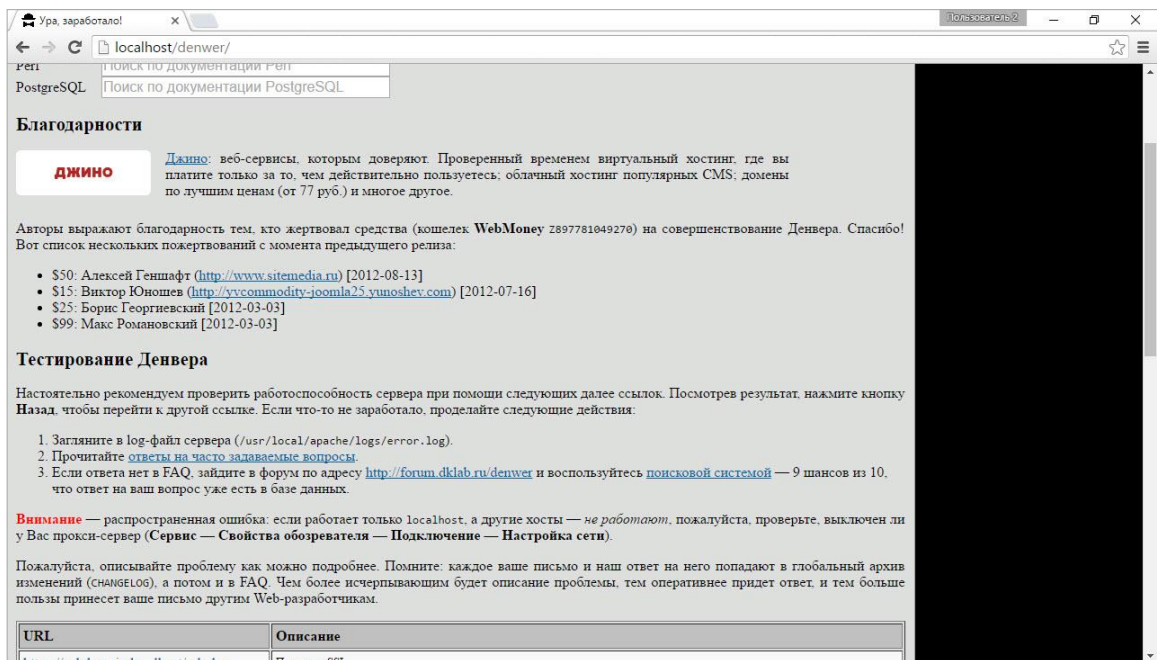 Ура, заработало!
Пользователь 2
localhost/denwer/
Perl Поиск по документации Perl
PostgreSQL Поиск по документации PostgreSQL
Благодарности
джино
Джино: веб-сервисы, которым доверяют. Проверенный временем виртуальный хостинг, где вы
платите только за то, чем действительно пользуетесь; облачный хостинг популярных CMS; домены
по лучшим ценам (от 77 руб.) и многое другое.
Авторы выражают благодарность тем, кто жертвовал средства (кошелек WebMoney Z897781049270) на совершенствование Денвера. Спасибо!
Вот список нескольких пожертвований с момента предыдущего релиза:
• $50: Алексей Геншафт (http://www.sitemedia.ru) [2012-08-13]
• $15: Виктор Юношев (http://yvcommodity-joomla25.yunoshev.com) [2012-07-16]
• $25: Борис Георгиевский [2012-03-03]
• $99: Макс Романовский [2012-03-03]
Тестирование Денвера
Настоятельно рекомендуем проверить работоспособность сервера при помощи следующих далее ссылок. Посмотрев результат, нажмите кнопку
Назад, чтобы перейти к другой ссылке. Если что-то не заработало, проделайте следующие действия:
1. Загляните в log-файл сервера (/usr/local/apache/logs/error.log).
2. Прочитайте ответы на часто задаваемые вопросы.
3. Если ответа нет в FAQ, зайдите в форум по адресу http://forum.dklab.ru/denwer и воспользуйтесь поисковой системой — 9 шансов из 10,
что ответ на ваш вопрос уже есть в базе данных.
Внимание — распространенная ошибка: если работает только localhost, а другие хосты — не работают, пожалуйста, проверьте, выключен ли
у Вас прокси-сервер (Сервис — Свойства обозревателя — Подключение — Настройка сети).
Пожалуйста, описывайте проблему как можно подробнее. Помните: каждое ваше письмо и наш ответ на него попадают в глобальный архив
изменений (CHANGELOG), а потом и в FAQ. Чем более исчерпывающим будет описание проблемы, тем оперативнее придет ответ, и тем больше
пользы принесет ваше письмо другим Web-разработчикам.
URL Описание